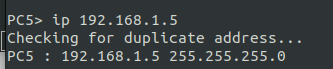 PC5> ip 192.168.1.5
Checking for duplicate address...
PC5 : 192.168.1.5 255.255.255.0